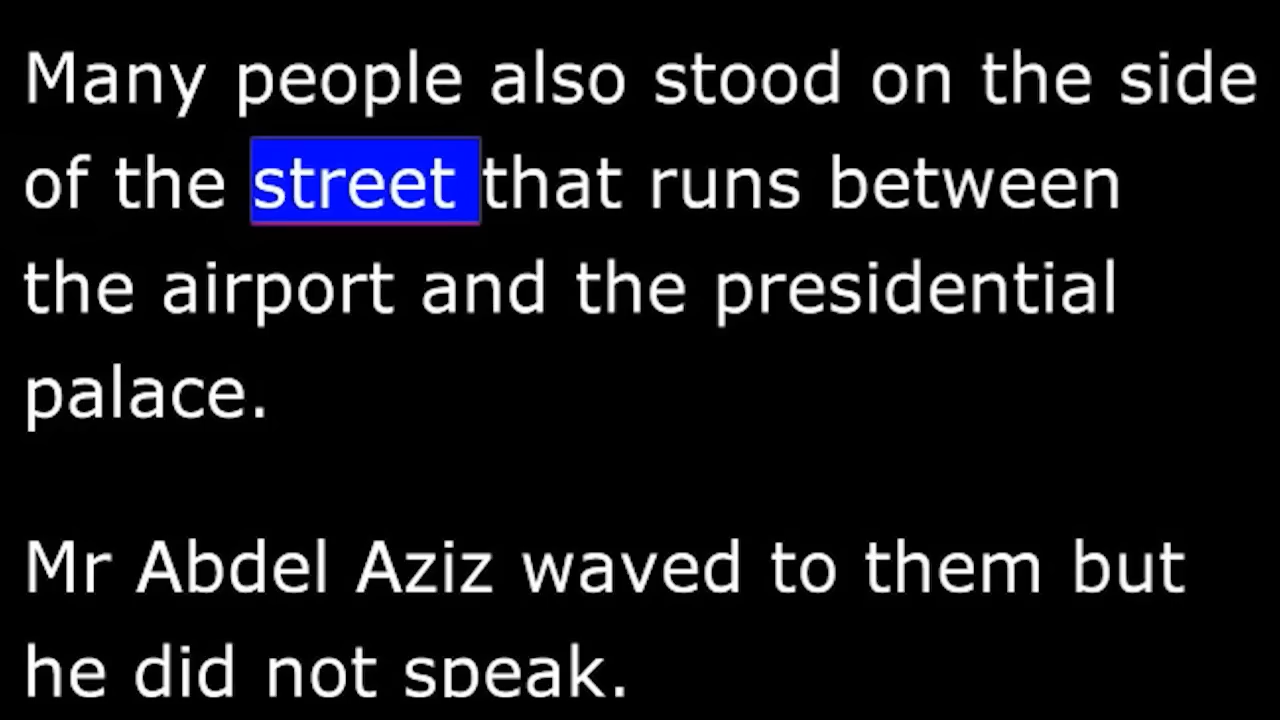 Many people also stood on the side
of the street that runs between
the airport and the presidential
palace.
Mr Abdel Aziz waved to them but
he did not speak.